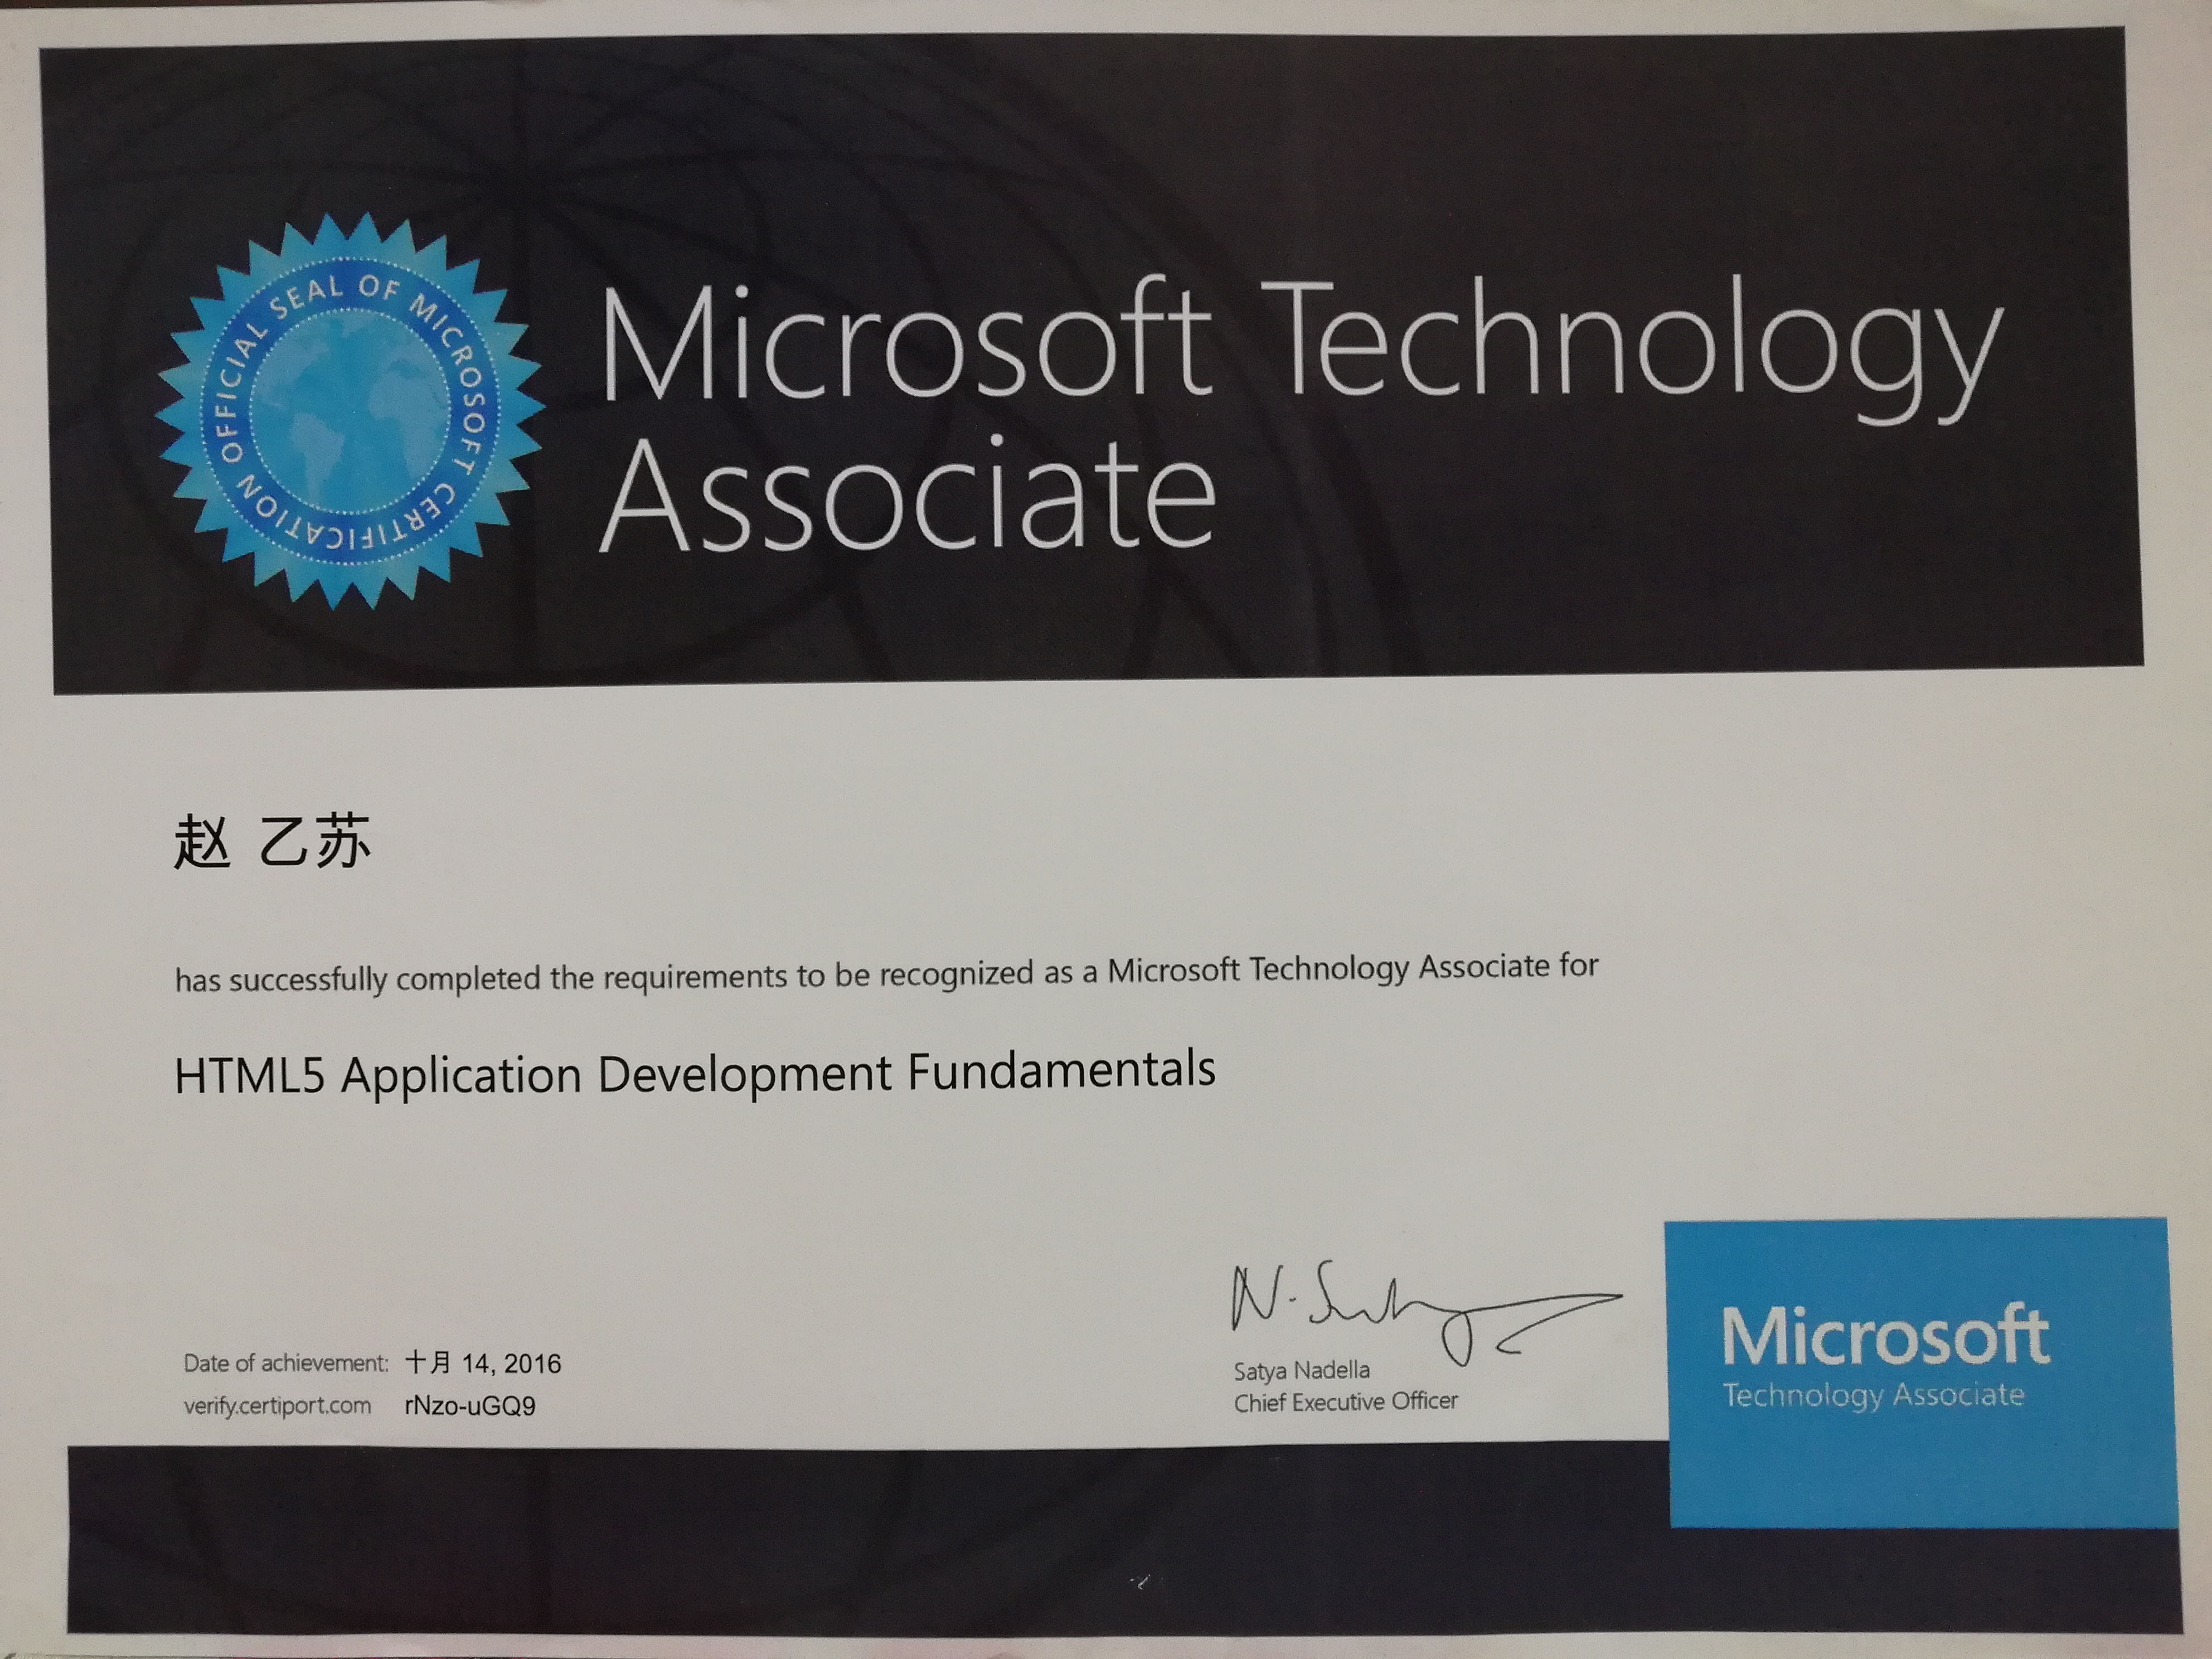 OFFICIAL SEAL OF MICROSOFT CERTIFICATION
Microsoft Technology
Associate
赵 乙苏
has successfully completed the requirements to be recognized as a Microsoft Technology Associate for
HTML5 Application Development Fundamentals
Date of achievement: 十月 14, 2016
verify.certiport.com rNzo-uGQ9
Satya Nadella
Chief Executive Officer
Microsoft
Technology Associate